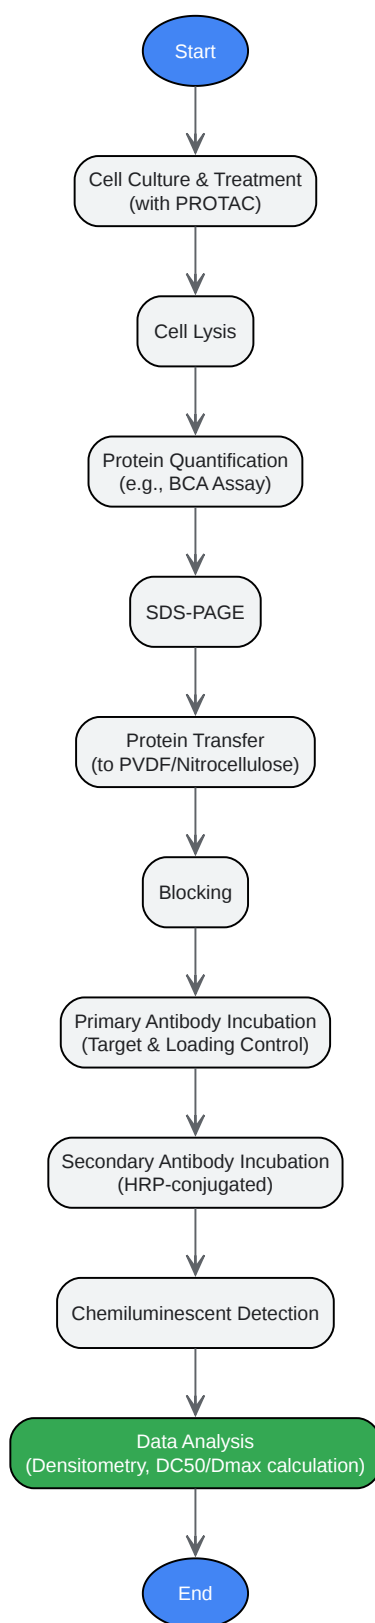 Start
Cell Culture & Treatment
(with PROTAC)
Cell Lysis
Protein Quantification
(e.g., BCA Assay)
SDS-PAGE
Protein Transfer
(to PVDF/Nitrocellulose)
Blocking
Primary Antibody Incubation
(Target & Loading Control)
Secondary Antibody Incubation
(HRP-conjugated)
Chemiluminescent Detection
Data Analysis
(Densitometry, DC50/Dmax calculation)
End